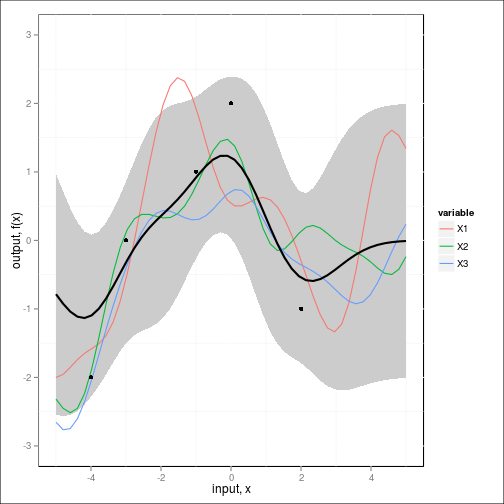 3
2
1
0
-1
-2
-3
output, f(x)
-4
-2
0
2
4
input, x
variable
X1
X2
X3